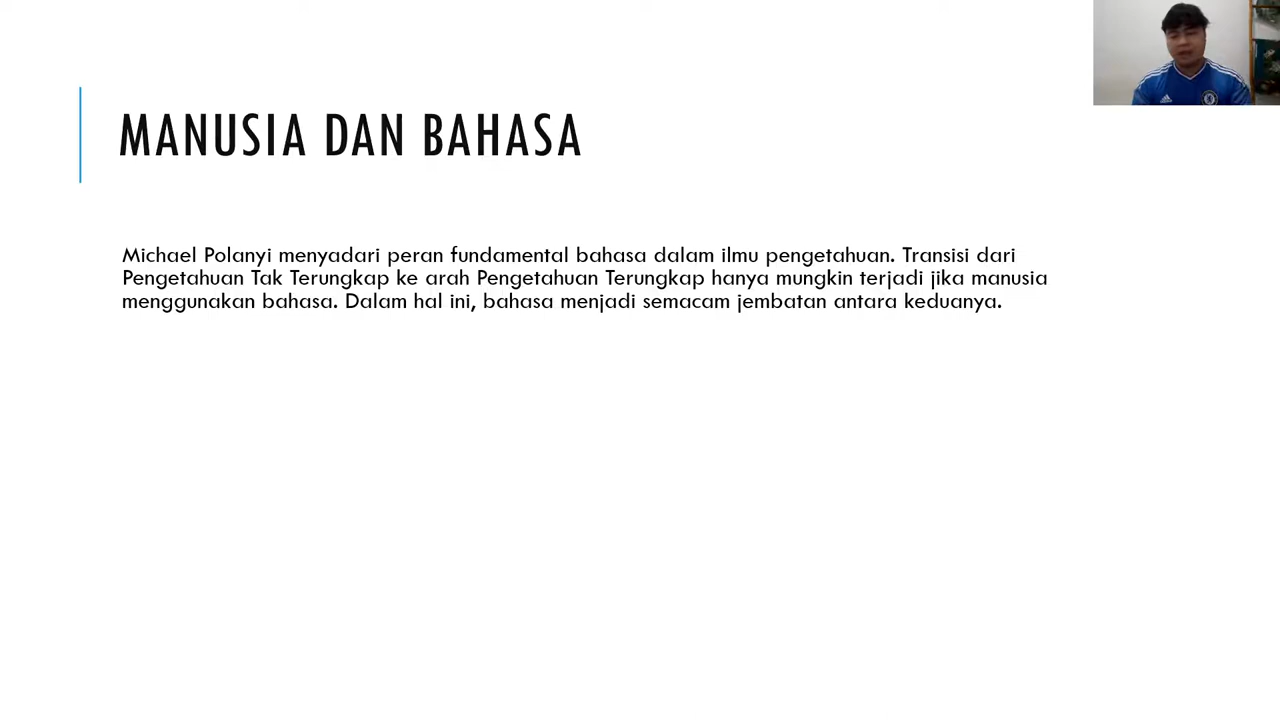 MANUSIA DAN BAHASA
Michael Polanyi menyadari peran fundamental bahasa dalam ilmu pengetahuan. Transisi dari
Pengetahuan Tak Terungkap ke arah Pengetahuan Terungkap hanya mungkin terjadi jika manusia
menggunakan bahasa. Dalam hal ini, bahasa menjadi semacam jembatan antara keduanya.